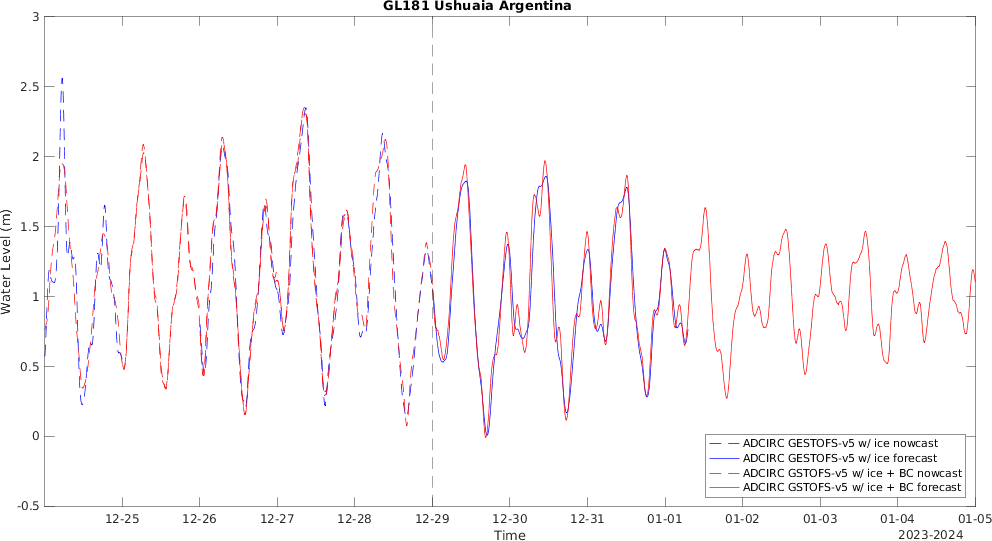 GL181 Ushuaia Argentina
Water Level (m)
3
2.5
2
1.5
1
0.5
0
-0.5
12-25 12-26 12-27 12-28 12-29 12-30 12-31 01-01 01-02 01-03 01-04 01-05
Time
2023-2024
ADCIRC GESTOFS-v5 w/ ice nowcast
ADCIRC GESTOFS-v5 w/ ice forecast
ADCIRC GSTOFS-v5 w/ ice + BC nowcast
ADCIRC GSTOFS-v5 w/ ice + BC forecast